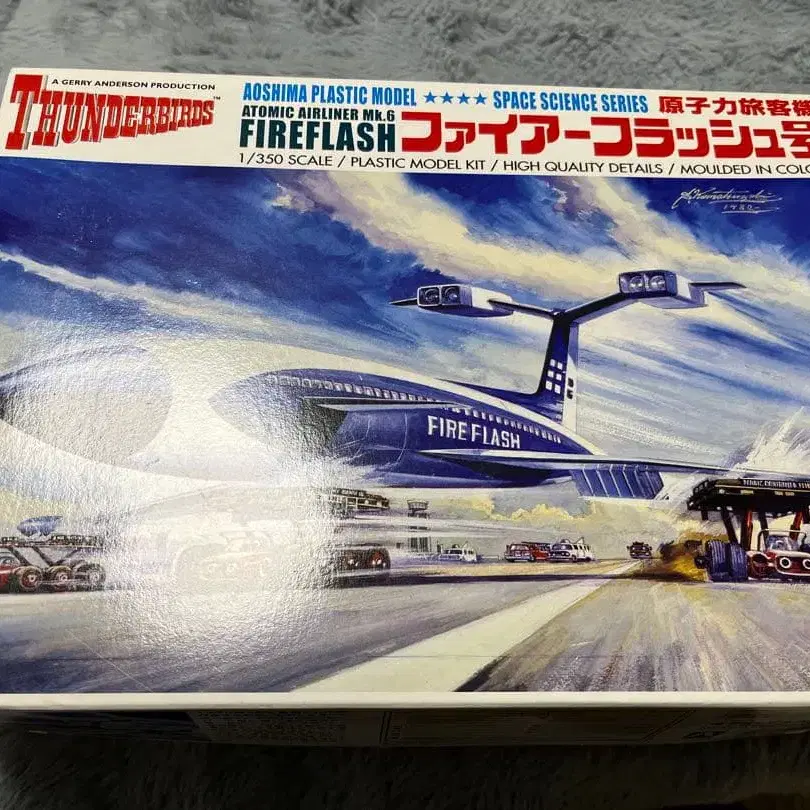 A GERRY ANDERSON PRODUCTION
THUNDERBIRDS™
AOSHIMA PLASTIC MODEL ★★★★ SPACE SCIENCE SERIES 原子力旅客機
ATOMIC AIRLINER Mk.6
FIREFLASH ファイアーフラッシュ号
1/350 SCALE / PLASTIC MODEL KIT / HIGH QUALITY DETAILS / MOULDED IN COLO
1980
FIRE FLASH